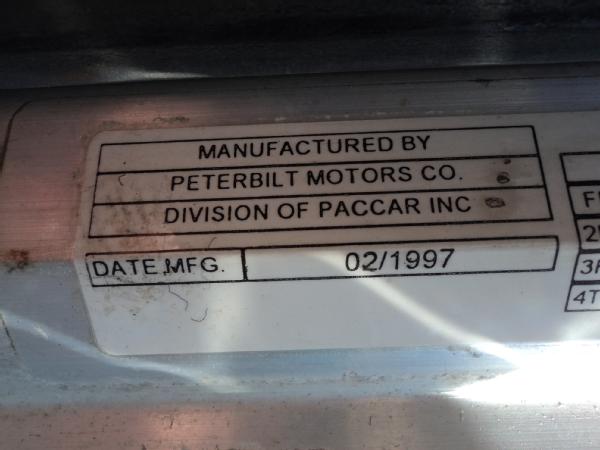 MANUFACTURED BY
PETERBILT MOTORS CO.
DIVISION OF PACCAR INC
DATE MFG. 02/1997